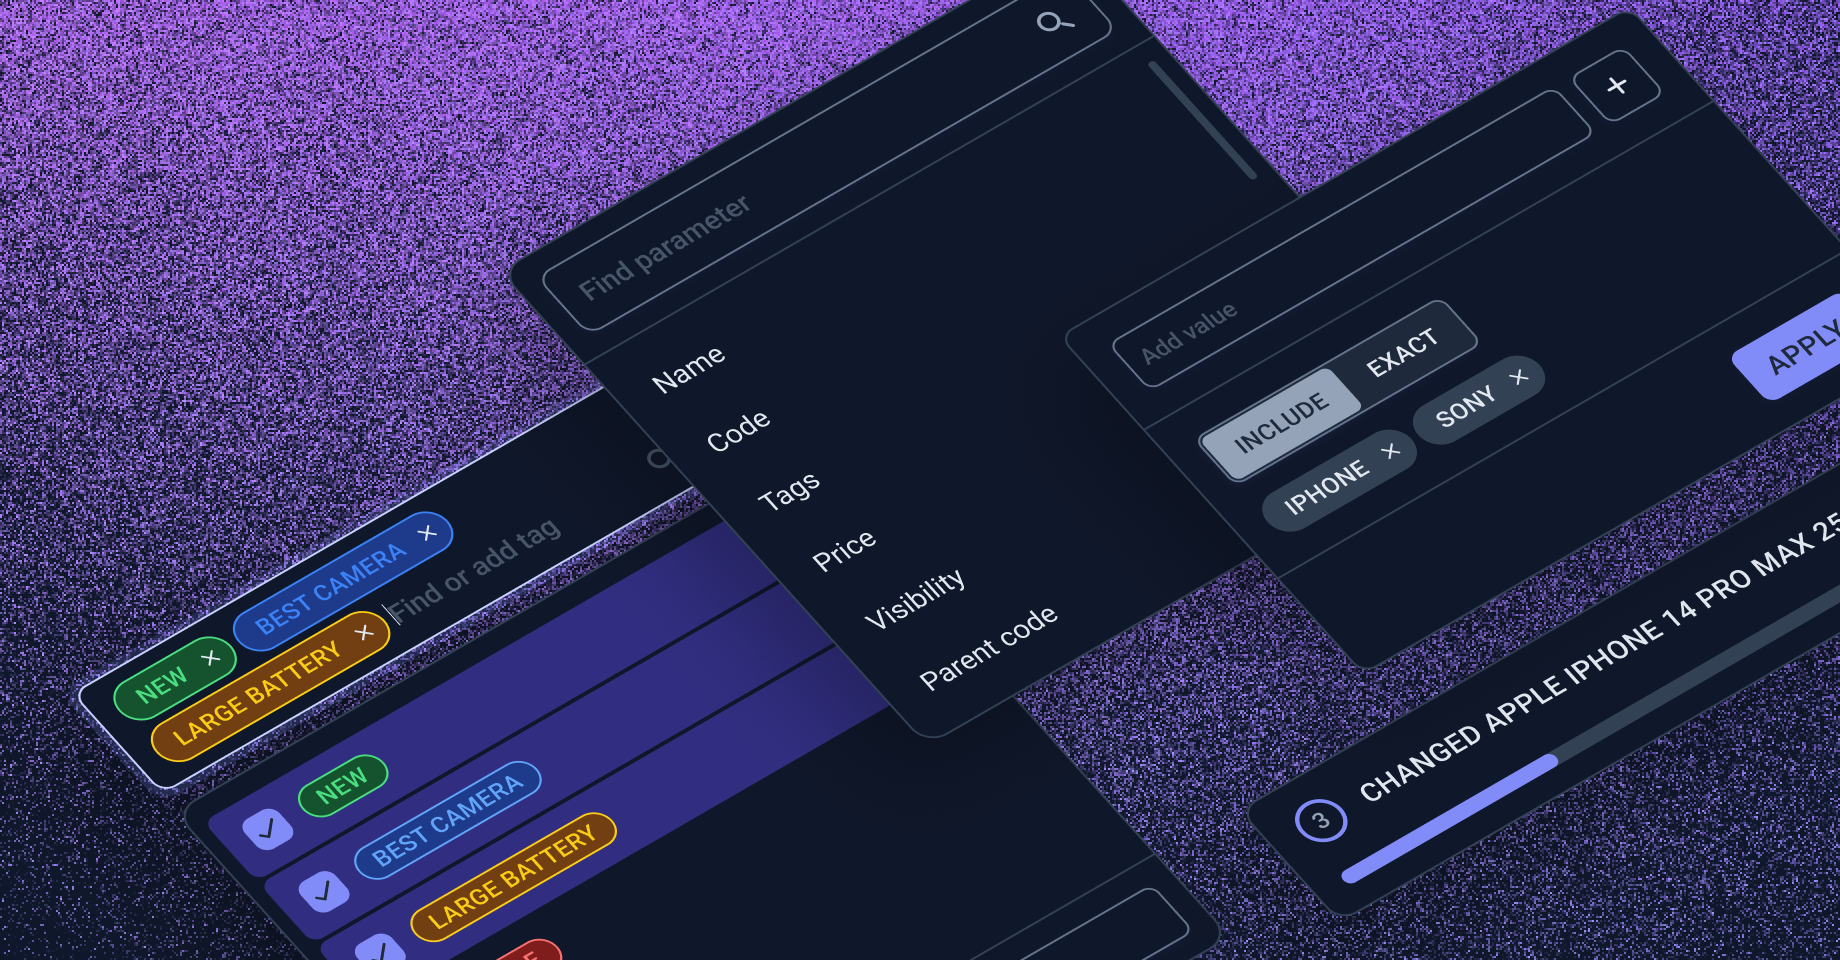 Find parameter
Name
Code
Tags
Price
Visibility
Parent code
Add value
INCLUDE EXACT
IPHONE SONY
APPLY
NEW BEST CAMERA
LARGE BATTERY Find or add tag
NEW
BEST CAMERA
LARGE BATTERY
3 CHANGED APPLE IPHONE 14 PRO MAX 25